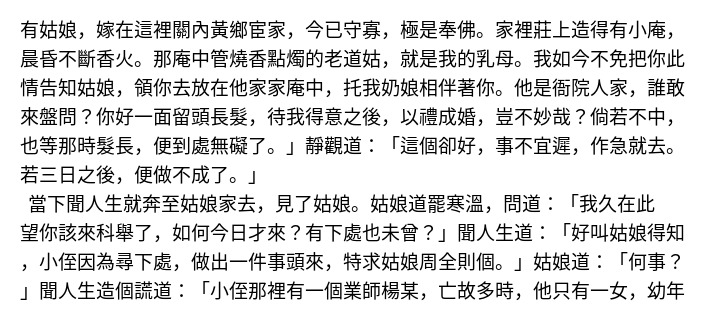 有姑娘，嫁在這裡關內黃鄉宦家，今已守寡，極是奉佛。家裡莊上造得有小庵，
晨昏不斷香火。那庵中管燒香點燭的老道姑，就是我的乳母。我如今不免把你此
情告知姑娘，領你去放在他家家庵中，托我奶娘相伴著你。他是衙院人家，誰敢
來盤問？你好一面留頭長髮，待我得意之後，以禮成婚，豈不妙哉？倘若不中，
也等那時髮長，便到處無礙了。」靜觀道：「這個卻好，事不宜遲，作急就去。
若三日之後，便做不成了。」
當下聞人生就奔至姑娘家去，見了姑娘。姑娘道罷寒溫，問道：「我久在此
望你該來科舉了，如何今日才來？有下處也未曾？」聞人生道：「好叫姑娘得知
，小侄因為尋下處，做出一件事頭來，特求姑娘周全則個。」姑娘道：「何事？
」聞人生造個謊道：「小侄那裡有一個業師楊某，亡故多時，他只有一女，幼年